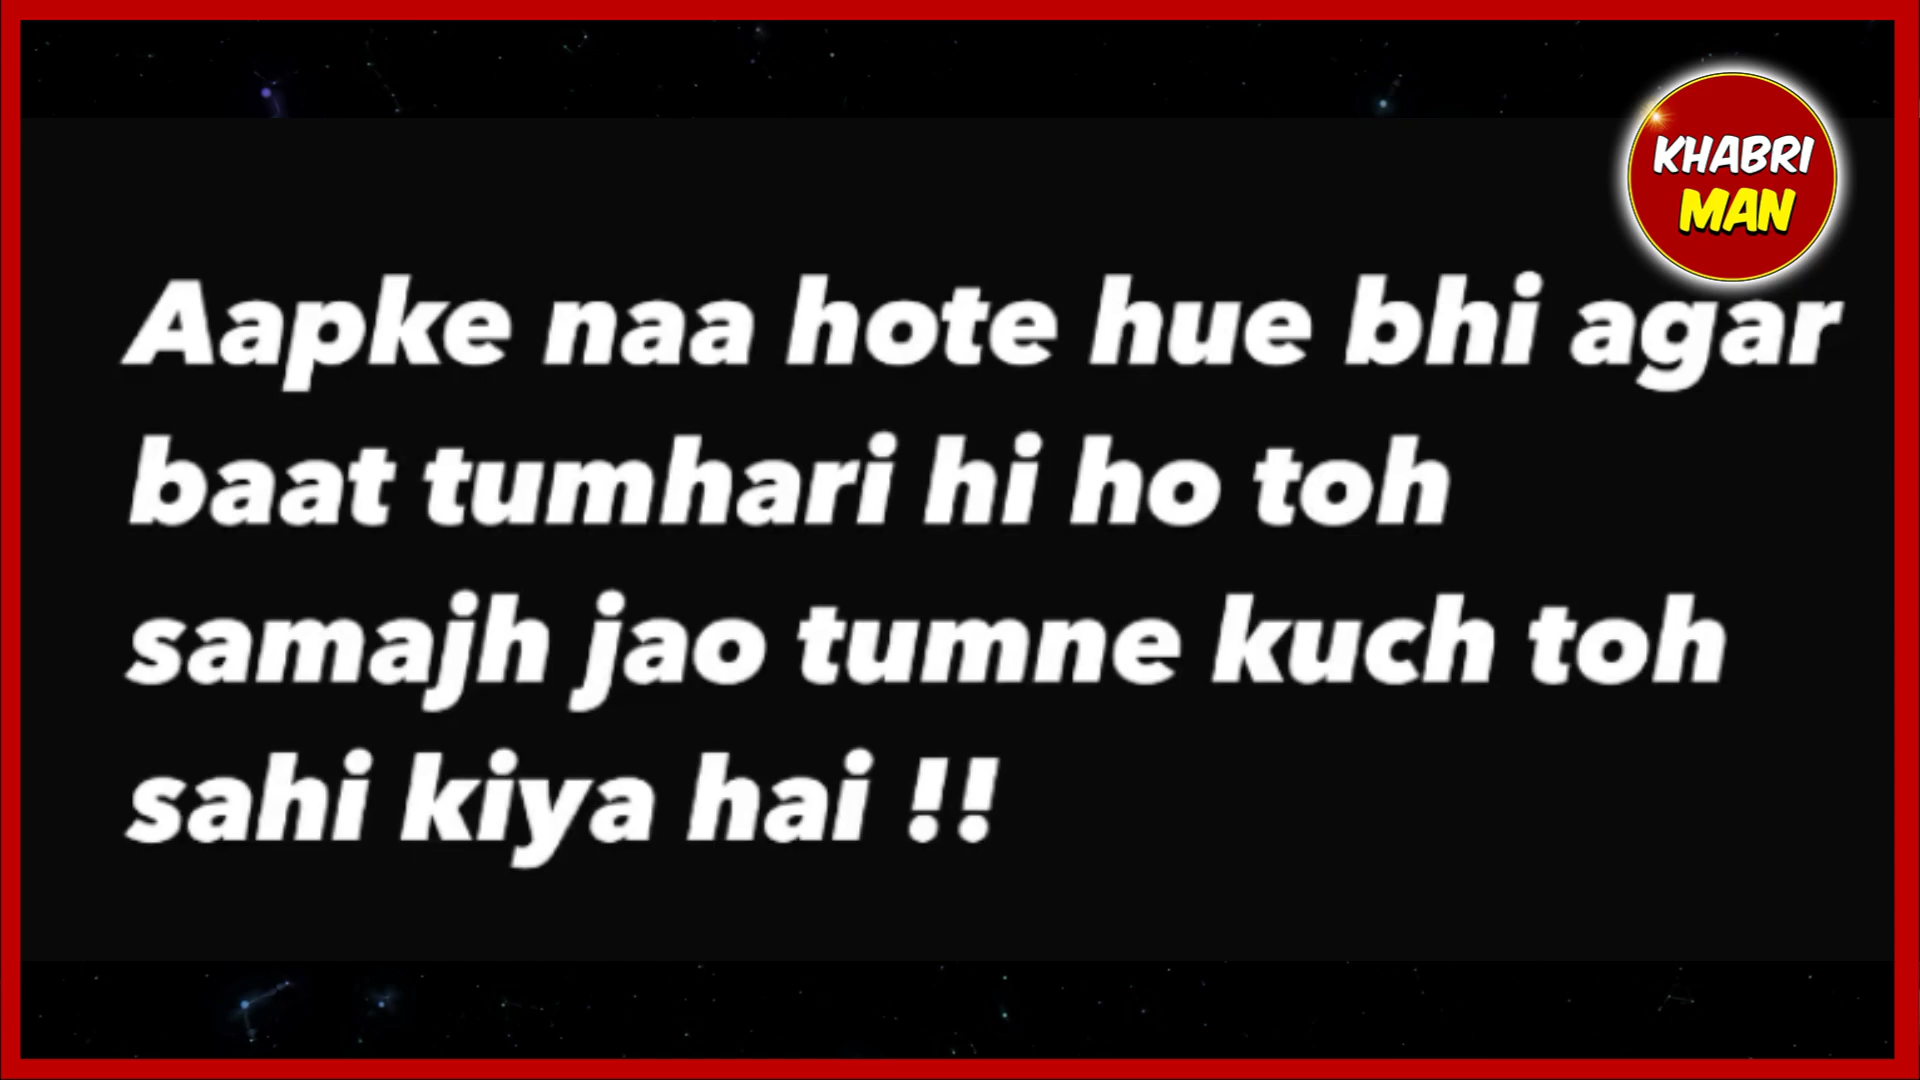 KHABRI
MAN
Aapke naa hote hue bhi agar
baat tumhari hi ho toh
samajh jao tumne kuch toh
sahi kiya hai !!